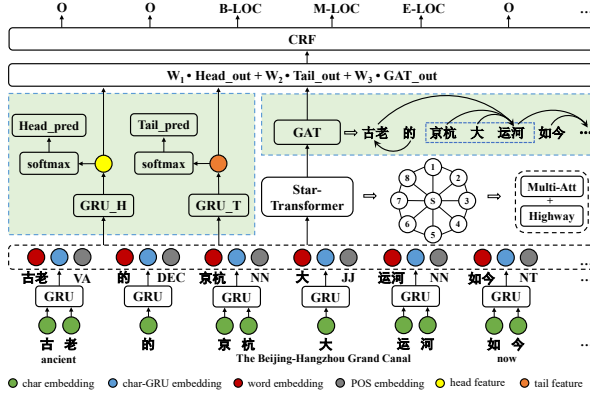 O O B-LOC M-LOC E-LOC O ...
CRF
W1 • Head_out + W2 • Tail_out + W3 • GAT_out
Head_pred Tail_pred GAT 古老 的 京杭 大 运河 如今 ...
softmax softmax
GRU_H GRU_T Star-Transformer
1 2 3 4 5 6 7 8 S
Multi-Att
+
Highway
...
古老 VA 的 DEC 京杭 NN 大 JJ 运河 NN 如今 NT ...
GRU GRU GRU GRU GRU GRU
古 老 的 京 杭 大 运 河 如 今 ...
ancient The Beijing-Hangzhou Grand Canal now
char embedding char-GRU embedding word embedding POS embedding head feature tail feature